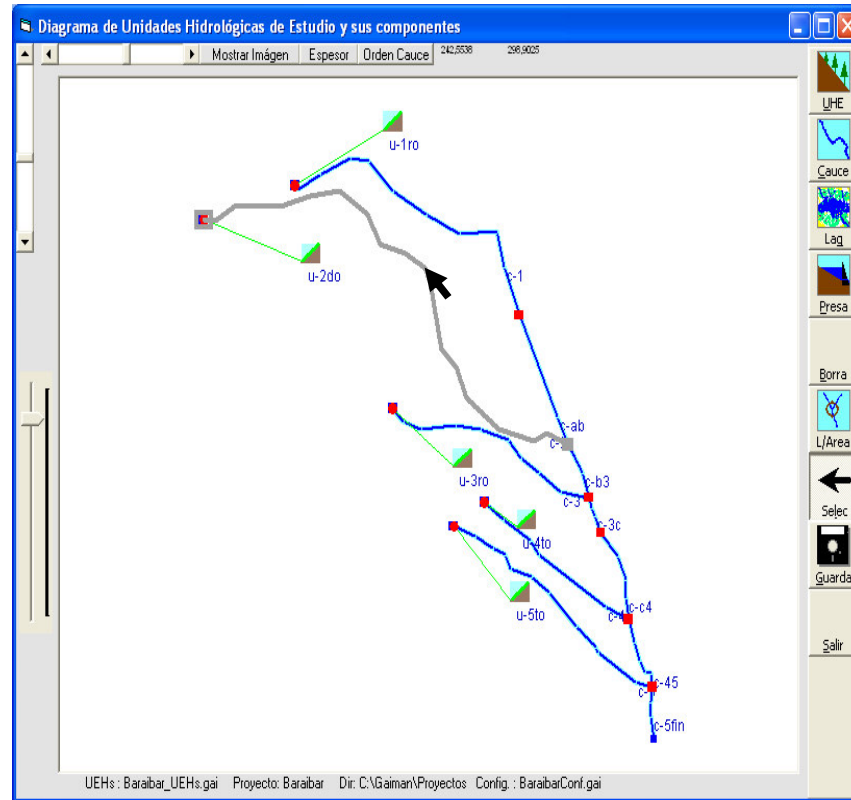 Diagrama de Unidades Hidrológicas de Estudio y sus componentes
Mostrar Imágen Espesor Orden Cauce 242,5538 298,9025
UHE
Cauce
Lag
Presa
Borra
L/Area
Selec
Guarda
Salir
u-1ro
u-2do
c-1
c-ab
c-b3
c-3
u-3ro
c-3c
u-4to
c-c4
u-5to
c-45
c-5fin
UEHs : Baraibar_UEHs.gai Proyecto: Baraibar Dir: C:\Gaiman\Proyectos Config. : BaraibarConf.gai